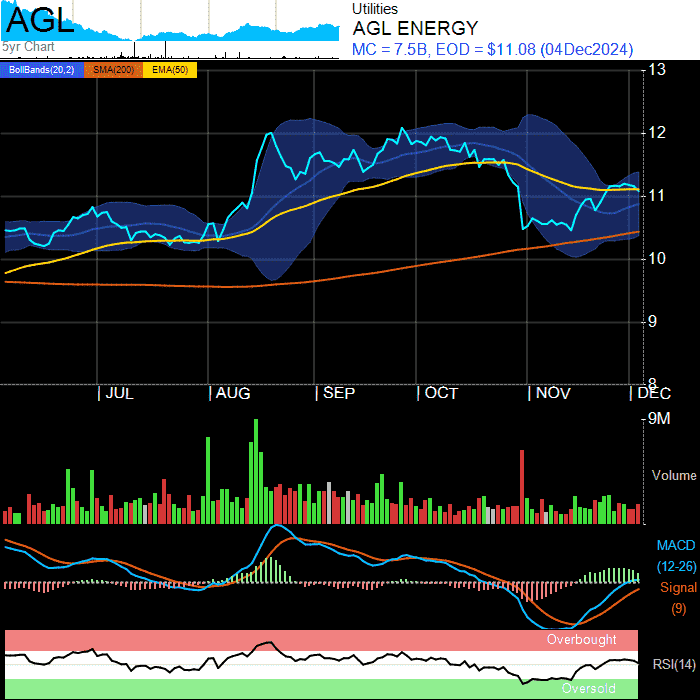 AGL
5yr Chart
Utilities
AGL ENERGY
MC = 7.5B, EOD = $11.08 (04Dec2024)
BollBands(20,2) SMA(200) EMA(50)
13
12
11
10
9
8
| JUL | AUG | SEP | OCT | NOV | DEC
9M
Volume
MACD
(12-26)
Signal
(9)
Overbought
RSI(14)
Oversold